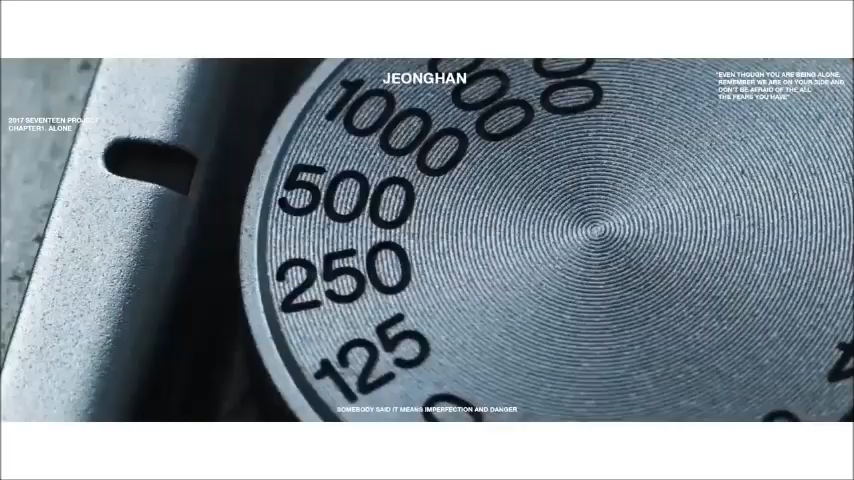 JEONGHAN
"EVEN THOUGH YOU ARE BEING ALONE,
REMEMBER WE ARE ON YOUR SIDE AND
DON'T BE AFRAID OF THE ALL
THE FEARS YOU HAVE"
2017 SEVENTEEN PROJECT
CHAPTER1. ALONE
1000
500
250
125
SOMEBODY SAID IT MEANS IMPERFECTION AND DANGER